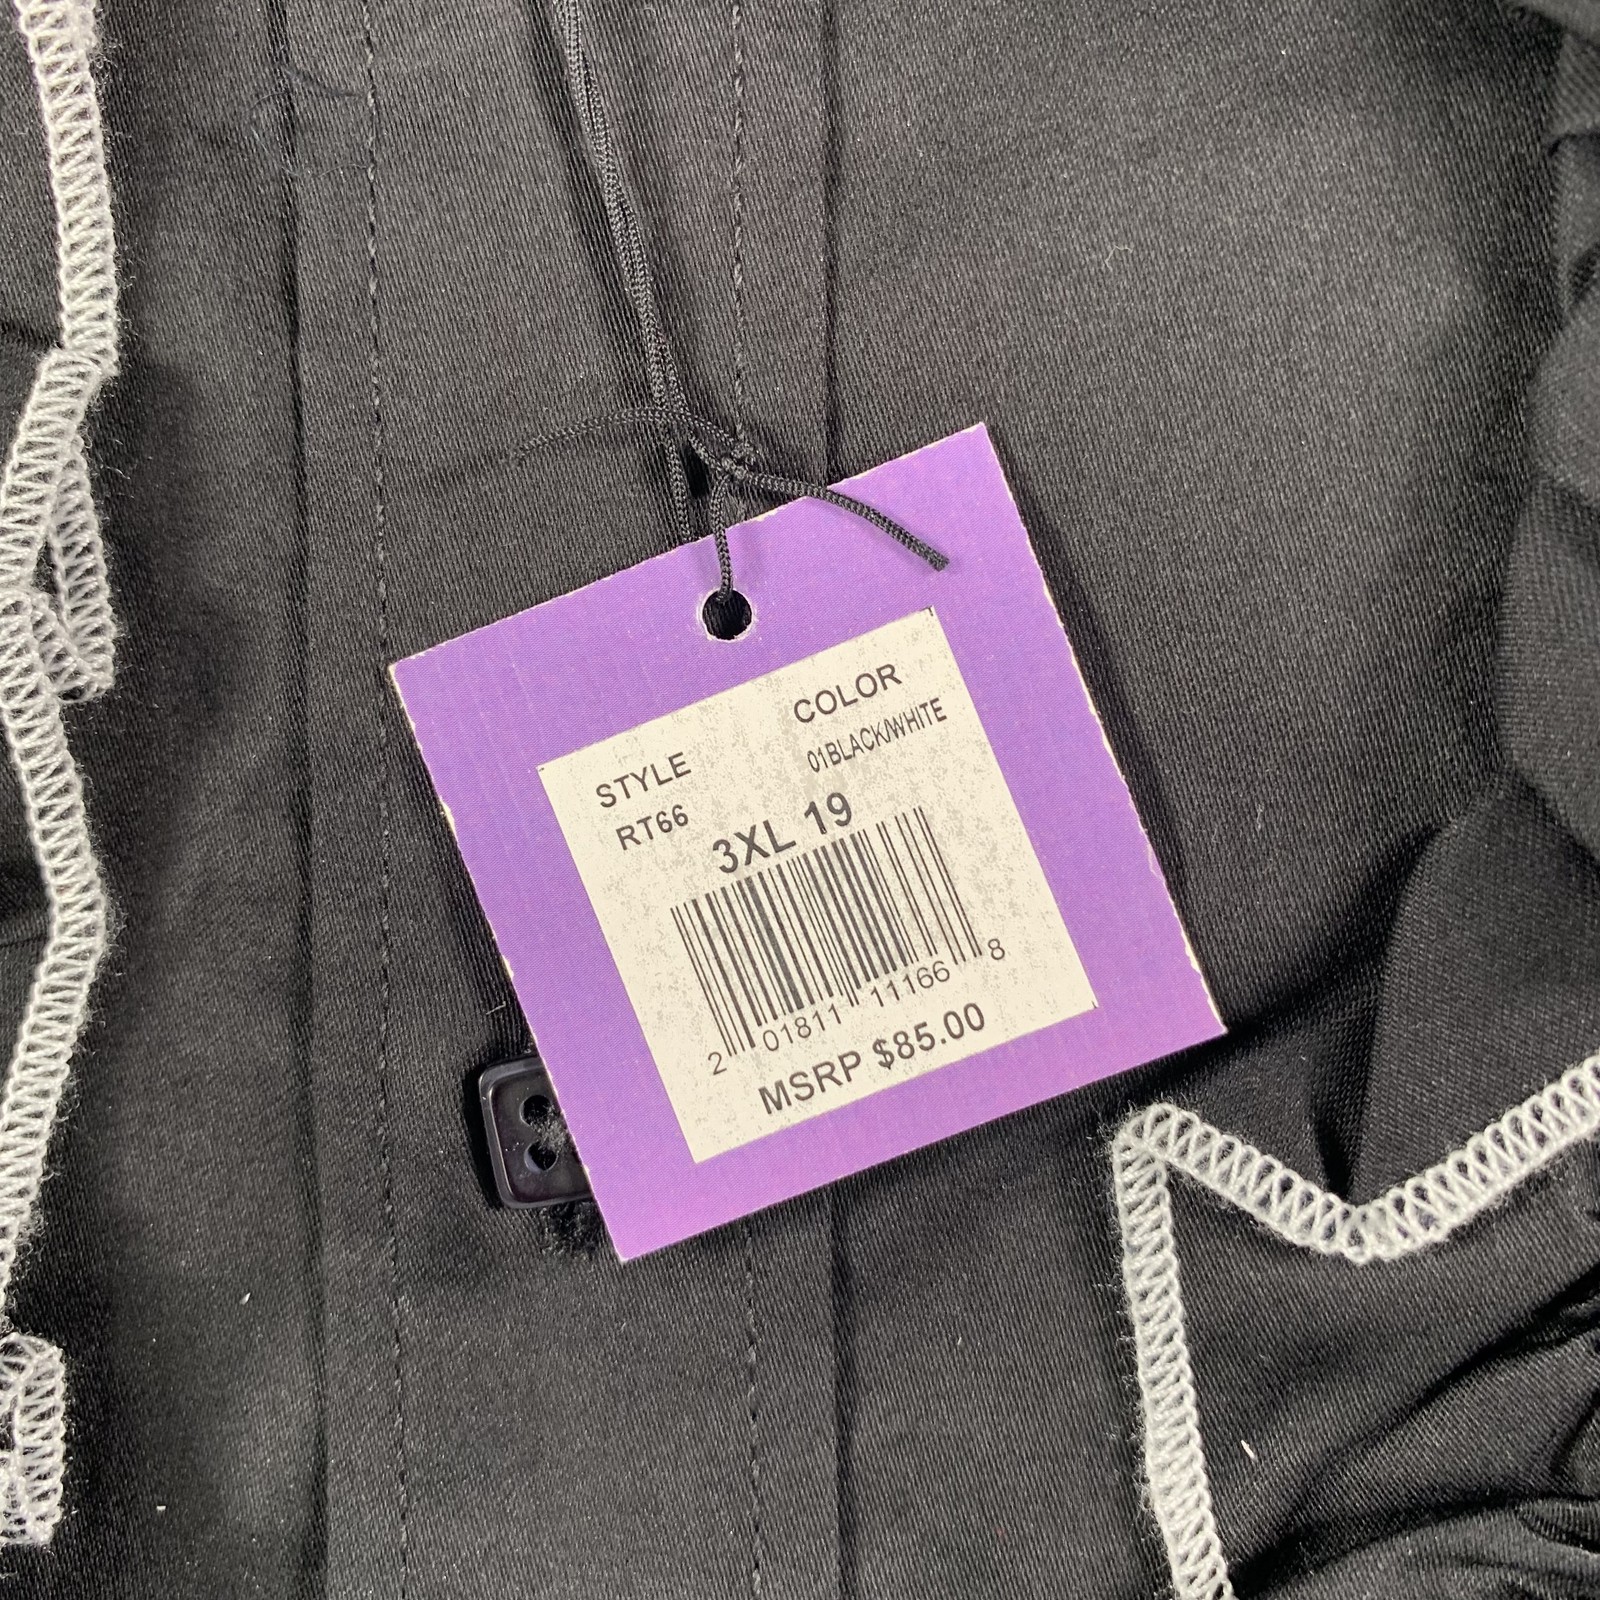 STYLE COLOR
RT66 01BLACK/WHITE
3XL 19
2 01811 11166 8
MSRP $85.00